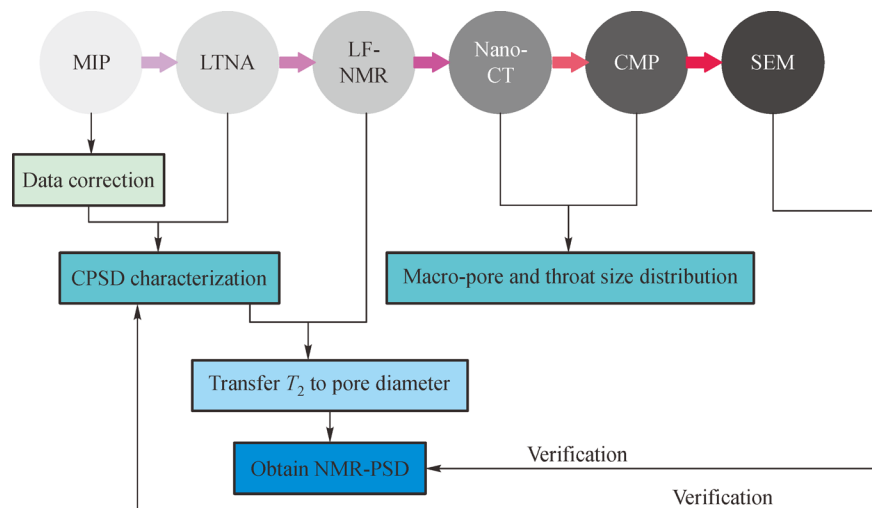 MIP
LTNA
LF-
NMR
Nano-
CT
CMP
SEM
Data correction
CPSD characterization
Macro-pore and throat size distribution
Transfer T2 to pore diameter
Obtain NMR-PSD
Verification
Verification